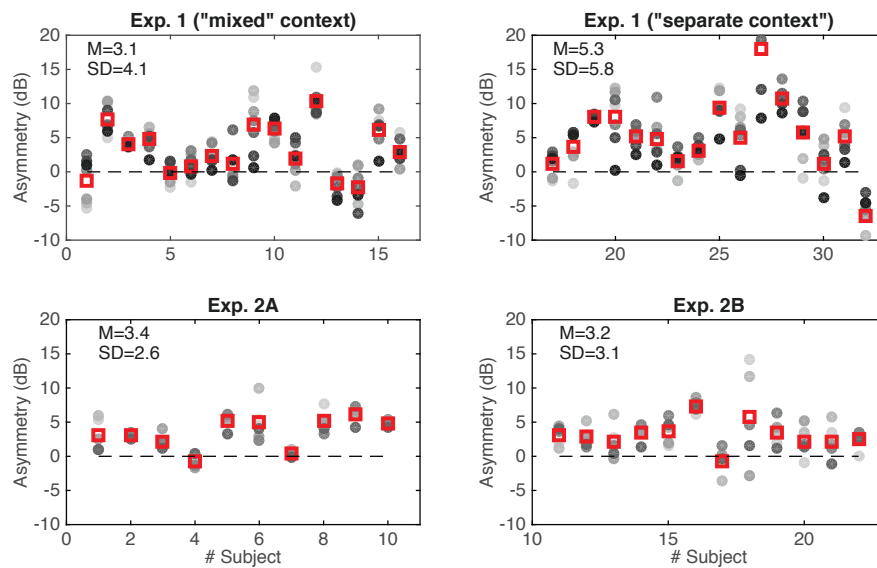 Exp. 1 ("mixed" context)
M=3.1
SD=4.1
Asymmetry (dB)
20
15
10
5
0
-5
-10
0 5 10 15
Exp. 1 ("separate context")
M=5.3
SD=5.8
Asymmetry (dB)
20
15
10
5
0
-5
-10
20 25 30
Exp. 2A
M=3.4
SD=2.6
Asymmetry (dB)
20
15
10
5
0
-5
-10
0 2 4 6 8 10
# Subject
Exp. 2B
M=3.2
SD=3.1
Asymmetry (dB)
20
15
10
5
0
-5
-10
10 15 20
# Subject